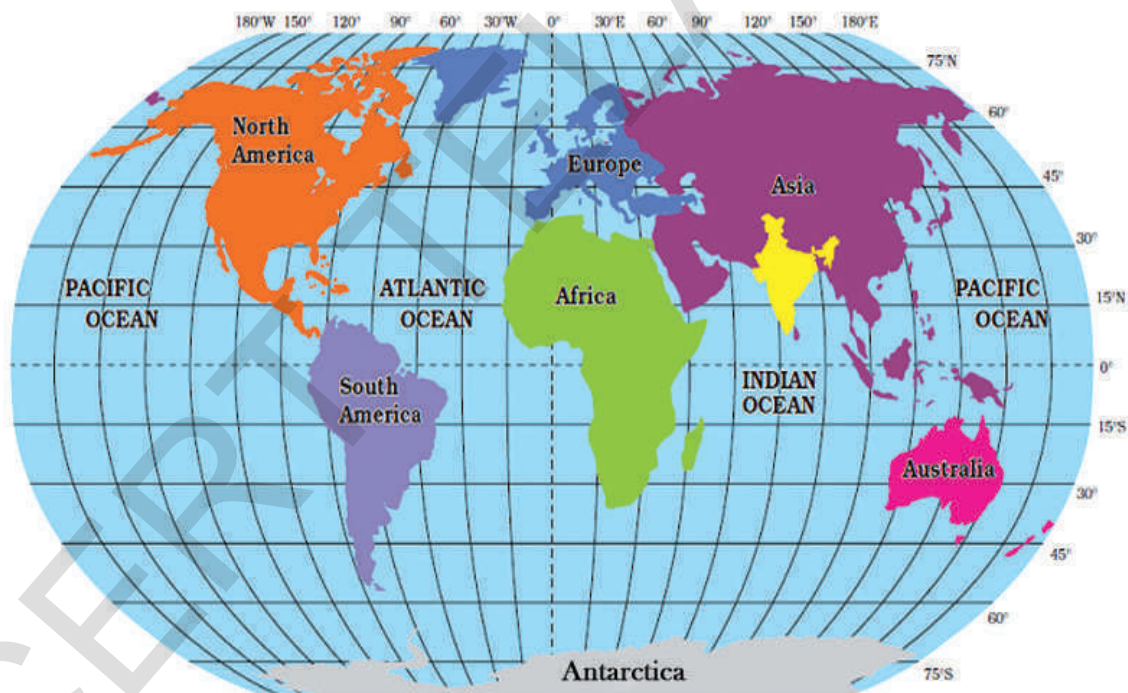 180°W 150° 120° 90° 60° 30°W 0° 30°E 60° 90° 120° 150° 180°E
75°N
60°
North
America
Europe
Asia
45°
30°
PACIFIC
OCEAN
ATLANTIC
OCEAN
Africa
PACIFIC
OCEAN
15°N
0°
South
America
INDIAN
OCEAN
15°S
Australia
30°
45°
60°
Antarctica
75°S